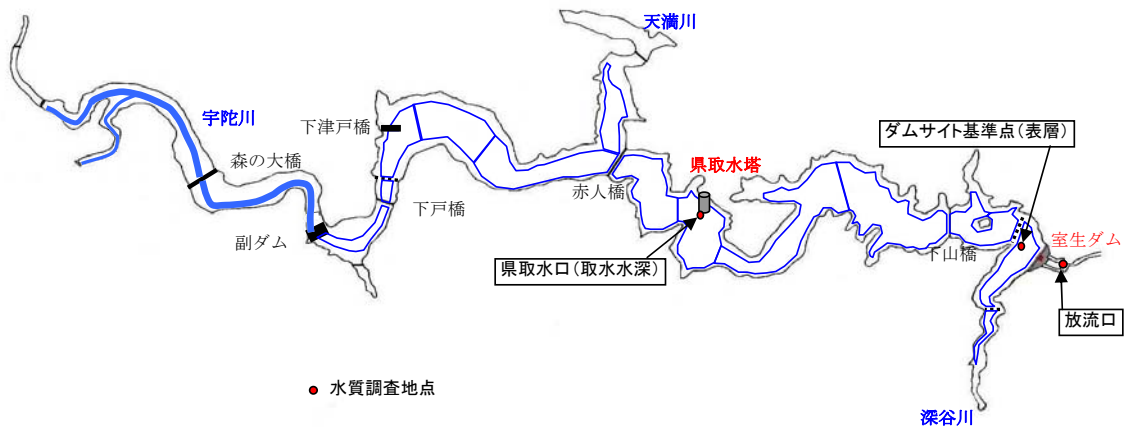 天満川
宇陀川
下津戸橋
ダムサイト基準点(表層)
森の大橋
県取水塔
赤人橋
下戸橋
副ダム
室生ダム
下山橋
県取水口(取水水深)
放流口
水質調査地点
深谷川